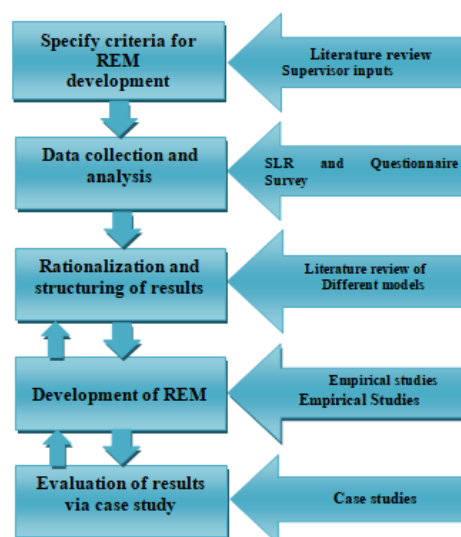 Specify criteria for
REM
development
Literature review
Supervisor inputs
Data collection and
analysis
SLR and Questionnaire
Survey
Rationalization and
structuring of results
Literature review of
Different models
Development of REM
Empirical studies
Empirical Studies
Evaluation of results
via case study
Case studies